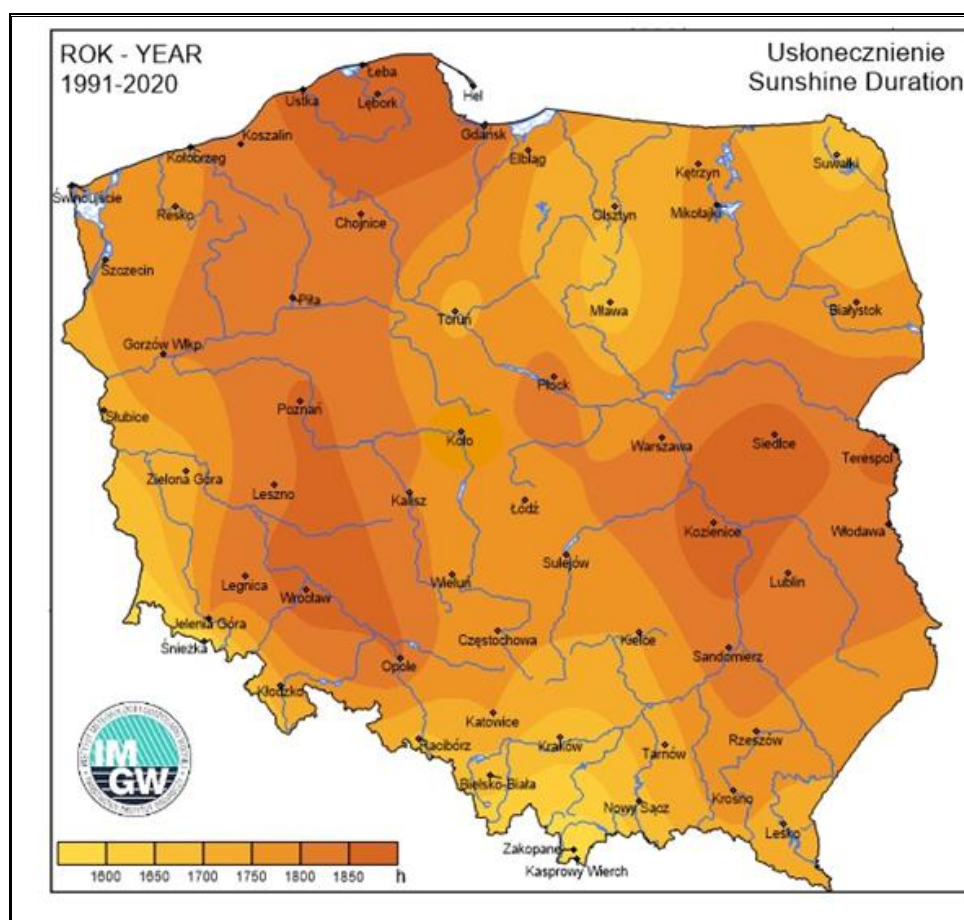 ROK - YEAR
1991-2020
Usłonecznienie
Sunshine Duration
Łeba
Ustka
Lębork
Hel
Koszalin
Gdańsk
Kołobrzeg
Elbląg
Suwałki
Kętrzyn
Świnoujście
Resko
Chojnice
Olsztyn
Mikołajki
Szczecin
Piła
Toruń
Mława
Białystok
Gorzów Wlkp.
Płock
Słubice
Poznań
Koło
Warszawa
Siedlce
Terespol
Zielona Góra
Leszno
Kalisz
Łódź
Kozienice
Włodawa
Sulejów
Legnica
Wrocław
Wieluń
Lublin
Jelenia Góra
Śnieżka
Częstochowa
Kielce
Sandomierz
Opole
Kłodzko
Katowice
Racibórz
Kraków
Tarnów
Rzeszów
Bielsko-Biała
Nowy Sącz
Krosno
Lesko
Zakopane
Kasprowy Wierch
IM
GW
1600 1650 1700 1750 1800 1850 h